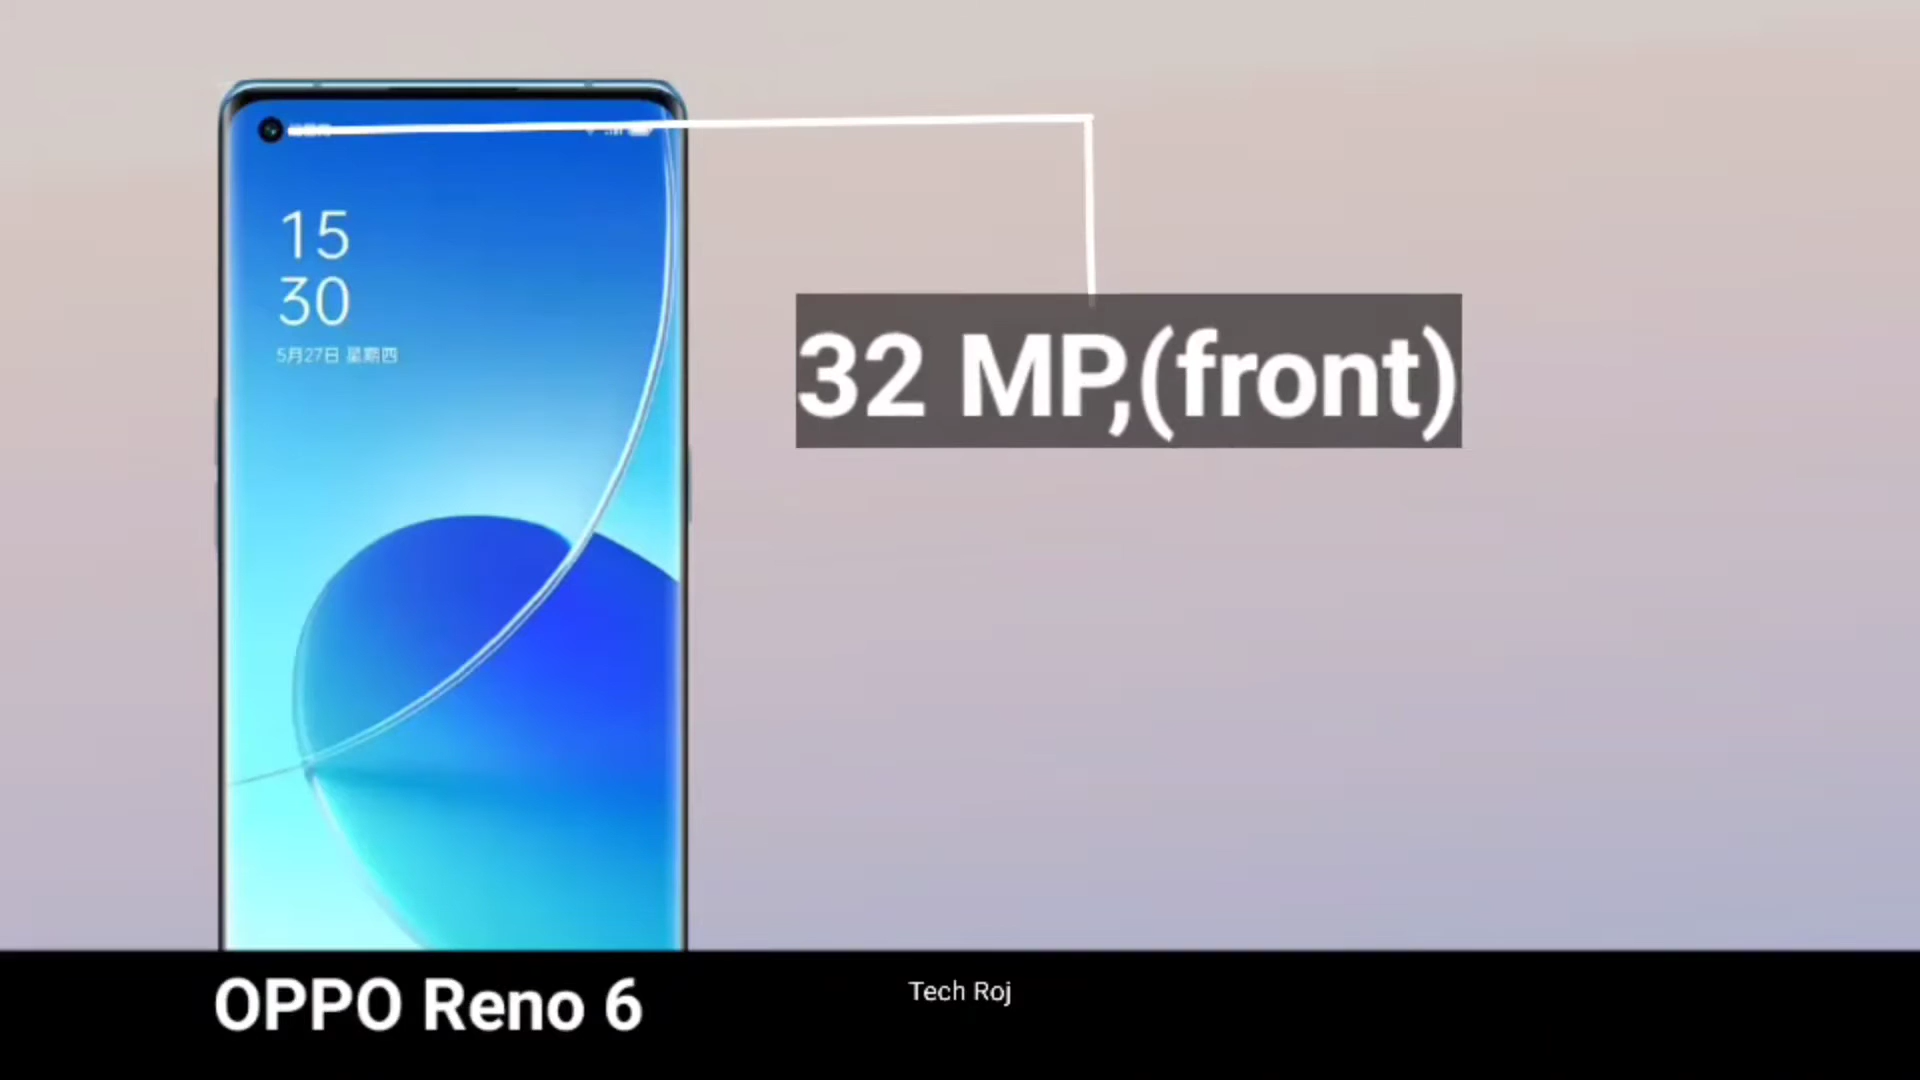 15
30
5月27日 星期四
32 MP,(front)
OPPO Reno 6
Tech Roj